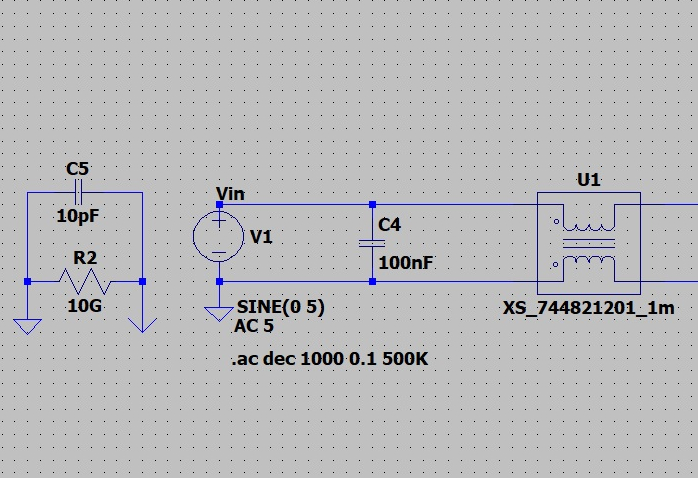 C5
10pF
R2
10G
Vin
V1
C4
100nF
SINE(0 5)
AC 5
.ac dec 1000 0.1 500K
U1
XS_744821201_1m